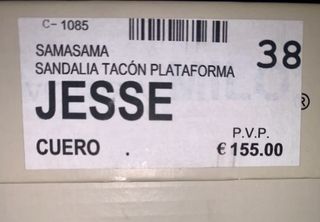 C-1085
SAMASAMA 38
SANDALIA TACÓN PLATAFORMA
JESSE
P.V.P.
CUERO . € 155.00
®